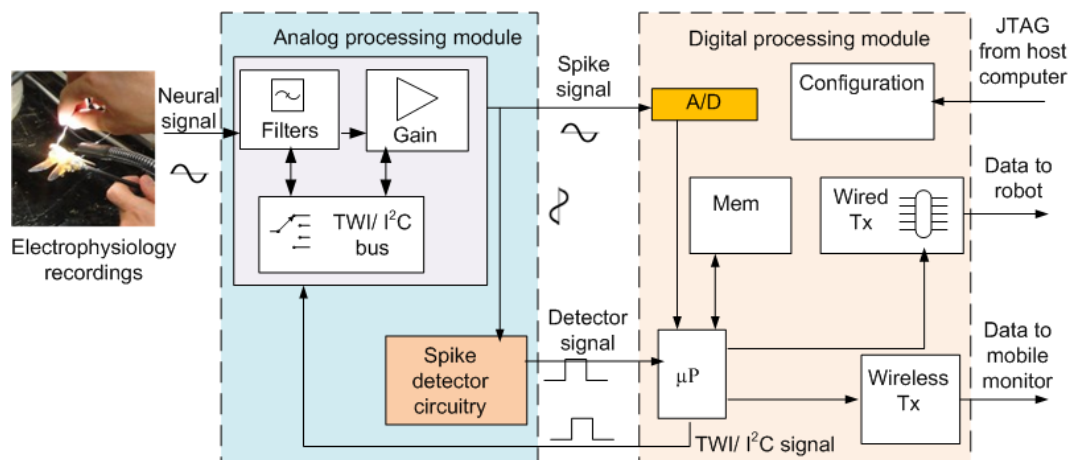 Analog processing module
Digital processing module
JTAG
from host
computer
Neural
signal
Filters
Gain
Spike
signal
A/D
Configuration
TWI/ I²C
bus
Mem
Wired
Tx
Data to
robot
Electrophysiology
recordings
Detector
signal
Spike
detector
circuitry
µP
Wireless
Tx
Data to
mobile
monitor
TWI/ I²C signal